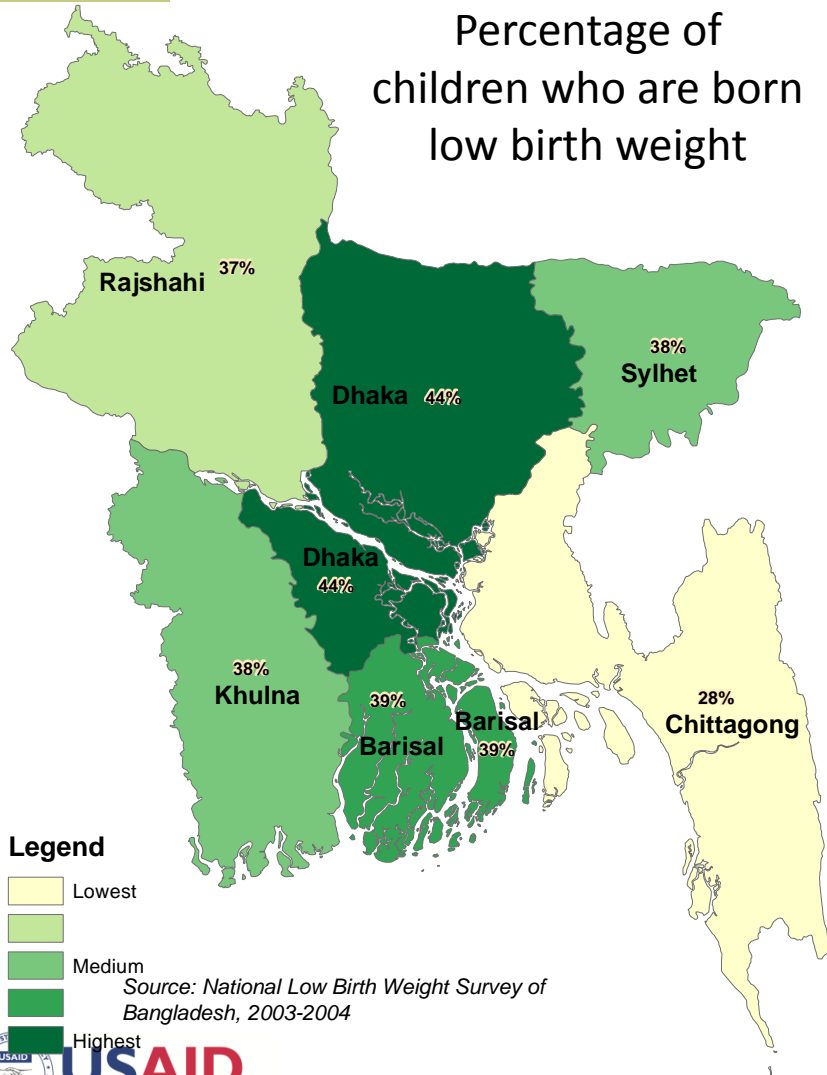 Percentage of
children who are born
low birth weight
37%
Rajshahi
38%
Sylhet
Dhaka 44%
Dhaka
44%
38%
Khulna
39%
Barisal
Barisal
39%
28%
Chittagong
Legend
Lowest
Medium
Source: National Low Birth Weight Survey of
Bangladesh, 2003-2004
Highest
USAID
USAID